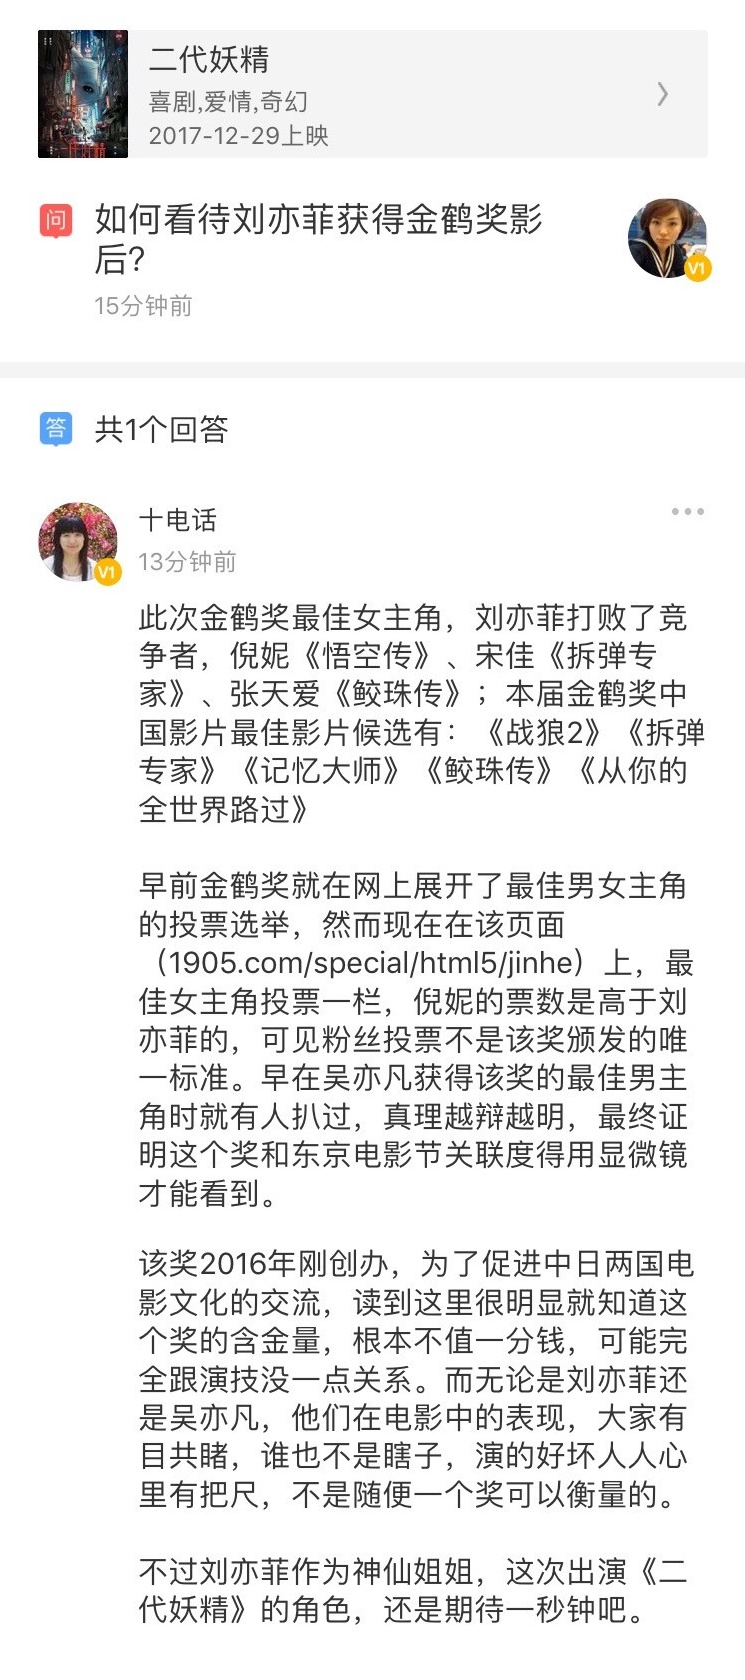 二代妖精
喜剧,爱情,奇幻
2017-12-29上映
问
如何看待刘亦菲获得金鹤奖影
后?
V1
15分钟前
答
共1个回答
十电话
V1
13分钟前
此次金鹤奖最佳女主角，刘亦菲打败了竞
争者，倪妮《悟空传》、宋佳《拆弹专
家》、张天爱《鲛珠传》；本届金鹤奖中
国影片最佳影片候选有：《战狼2》《拆弹
专家》《记忆大师》《鲛珠传》《从你的
全世界路过》
早前金鹤奖就在网上展开了最佳男女主角
的投票选举，然而现在在该页面
（1905.com/special/html5/jinhe）上，最
佳女主角投票一栏，倪妮的票数是高于刘
亦菲的，可见粉丝投票不是该奖颁发的唯
一标准。早在吴亦凡获得该奖的最佳男主
角时就有人扒过，真理越辩越明，最终证
明这个奖和东京电影节关联度得用显微镜
才能看到。
该奖2016年刚创办，为了促进中日两国电
影文化的交流，读到这里很明显就知道这
个奖的含金量，根本不值一分钱，可能完
全跟演技没一点关系。而无论是刘亦菲还
是吴亦凡，他们在电影中的表现，大家有
目共睹，谁也不是瞎子，演的好坏人人心
里有把尺，不是随便一个奖可以衡量的。
不过刘亦菲作为神仙姐姐，这次出演《二
代妖精》的角色，还是期待一秒钟吧。